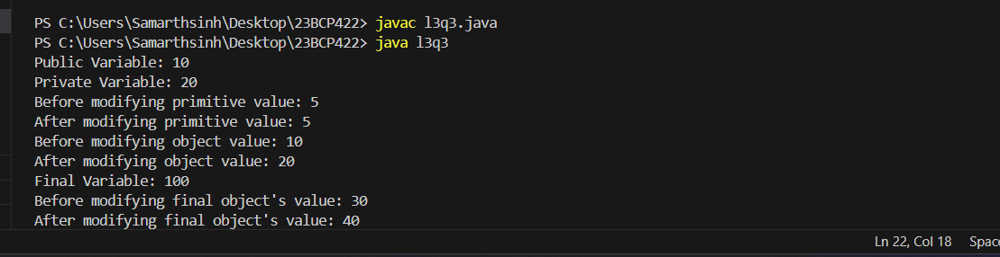 PS C:\Users\Samarthsinh\Desktop\23BCP422> javac l3q3.java
PS C:\Users\Samarthsinh\Desktop\23BCP422> java l3q3
Public Variable: 10
Private Variable: 20
Before modifying primitive value: 5
After modifying primitive value: 5
Before modifying object value: 10
After modifying object value: 20
Final Variable: 100
Before modifying final object's value: 30
After modifying final object's value: 40
Ln 22, Col 18 Space